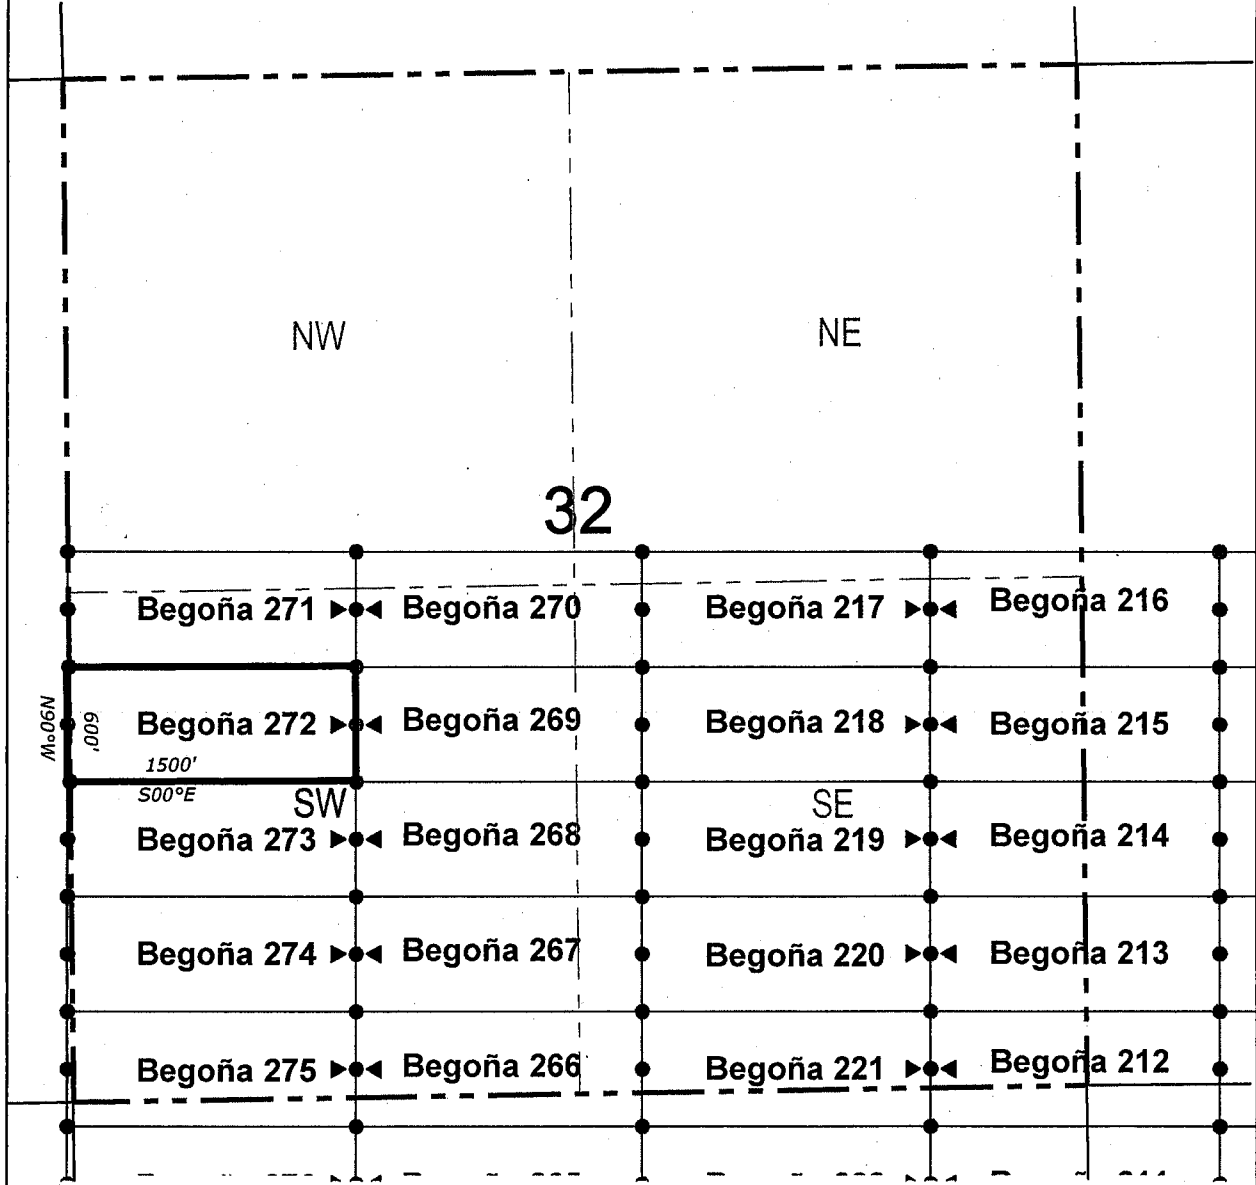 NW NE
32
Begoña 271 Begoña 270 Begoña 217 Begoña 216
N90°W 600' Begoña 272 Begoña 269 Begoña 218 Begoña 215
1500'
S00°E SW SE
Begoña 273 Begoña 268 Begoña 219 Begoña 214
Begoña 274 Begoña 267 Begoña 220 Begoña 213
Begoña 275 Begoña 266 Begoña 221 Begoña 212